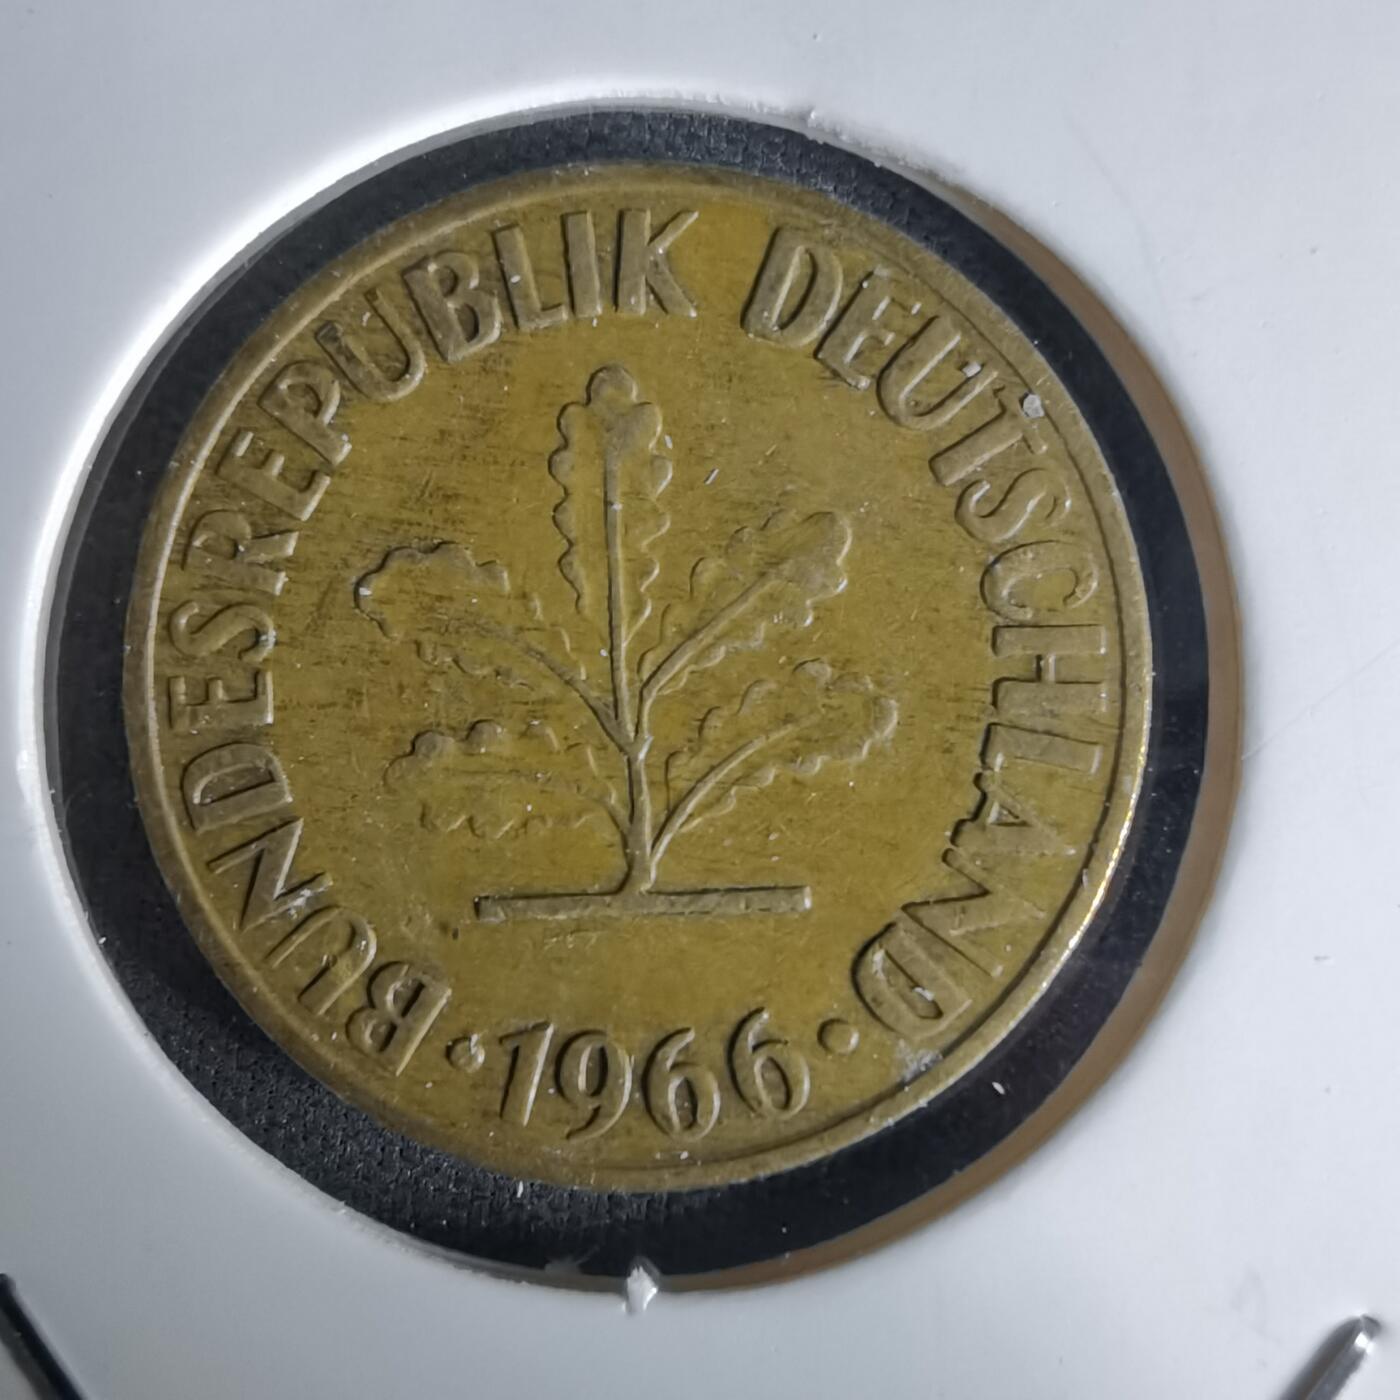 BUNDESREPUBLIK DEUTSCHLAND
• 1966 •